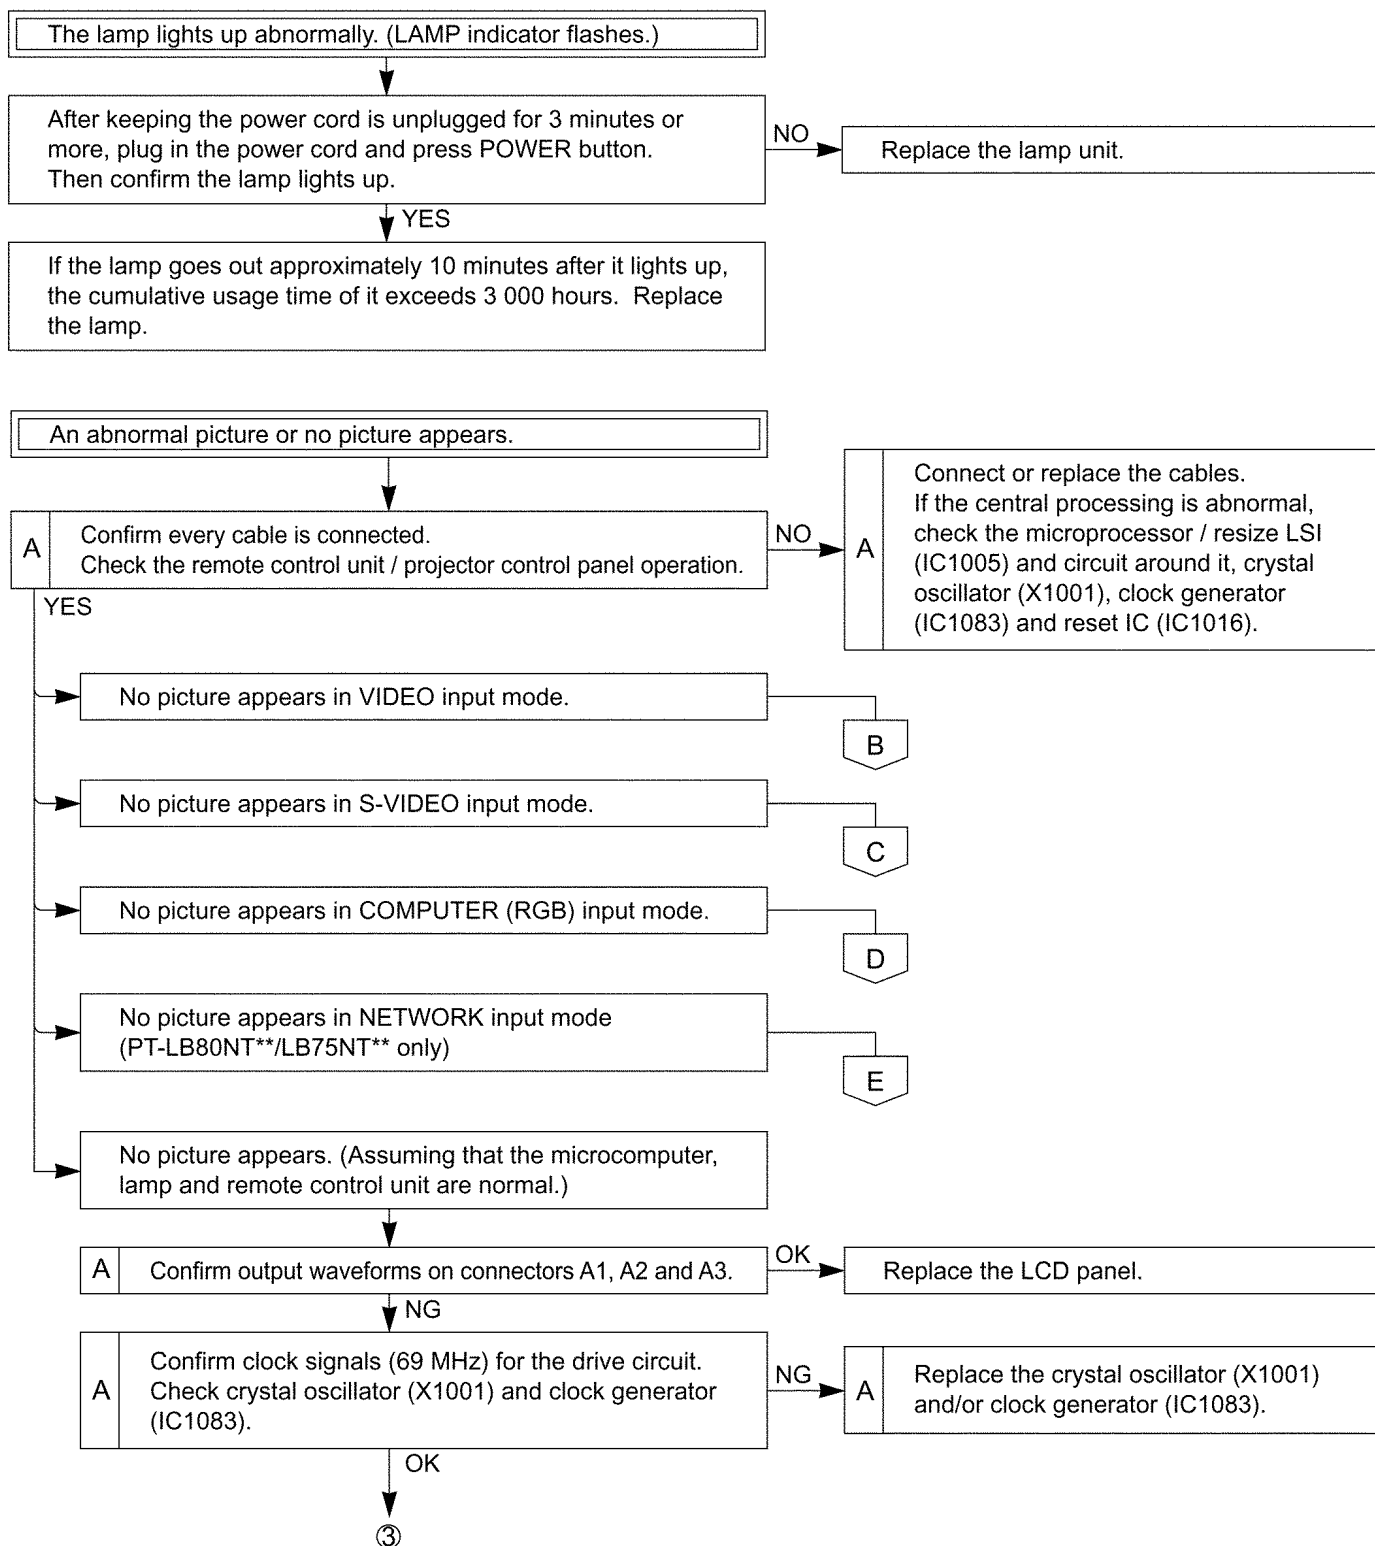 The lamp lights up abnormally. (LAMP indicator flashes.)
After keeping the power cord is unplugged for 3 minutes or
more, plug in the power cord and press POWER button.
Then confirm the lamp lights up.
NO
Replace the lamp unit.
YES
If the lamp goes out approximately 10 minutes after it lights up,
the cumulative usage time of it exceeds 3 000 hours.  Replace
the lamp.
An abnormal picture or no picture appears.
A
Confirm every cable is connected.
Check the remote control unit / projector control panel operation.
NO
A
Connect or replace the cables.
If the central processing is abnormal,
check the microprocessor / resize LSI
(IC1005) and circuit around it, crystal
oscillator (X1001), clock generator
(IC1083) and reset IC (IC1016).
YES
No picture appears in VIDEO input mode.
B
No picture appears in S-VIDEO input mode.
C
No picture appears in COMPUTER (RGB) input mode.
D
No picture appears in NETWORK input mode
(PT-LB80NT**/LB75NT** only)
E
No picture appears. (Assuming that the microcomputer,
lamp and remote control unit are normal.)
A
Confirm output waveforms on connectors A1, A2 and A3.
OK
Replace the LCD panel.
NG
A
Confirm clock signals (69 MHz) for the drive circuit.
Check crystal oscillator (X1001) and clock generator
(IC1083).
NG
A
Replace the crystal oscillator (X1001)
and/or clock generator (IC1083).
OK
③